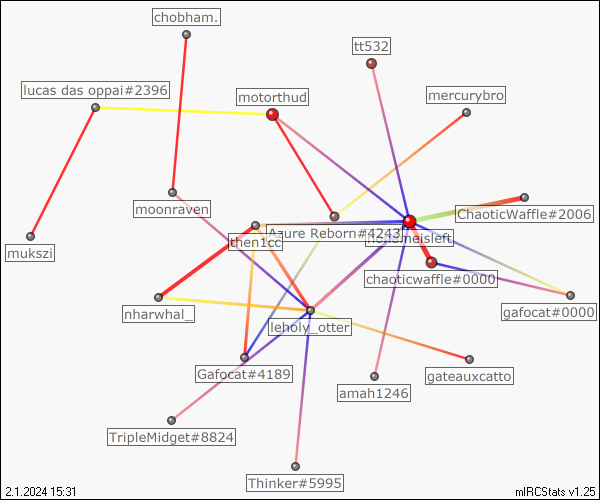 chobham.
tt532
lucas das oppai#2396
motorthud
mercurybro
moonraven
ChaoticWaffle#2006
Azure Reborn#4243
then1cc
mukszi
chaoticwaffle#0000
nharwhal_
gafocat#0000
leholy_otter
Gafocat#4189
gateauxcatto
amah1246
TripleMidget#8824
Thinker#5995
2.1.2024 15:31
mIRCStats v1.25